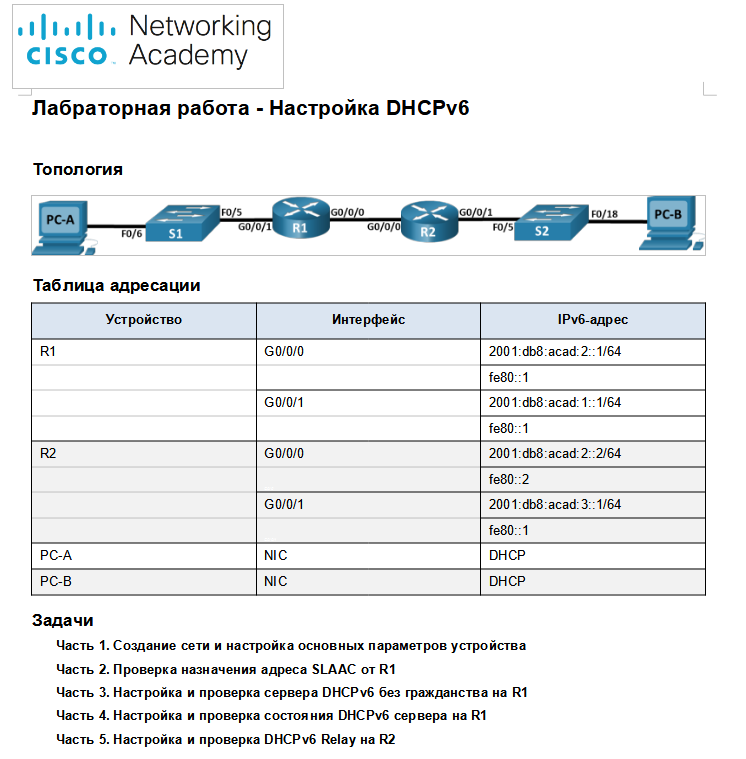 Networking
CISCO Academy
Лабраторная работа - Настройка DHCPv6
Топология
PC-A F0/6 S1 F0/5 G0/0/1 R1 G0/0/0 G0/0/0 R2 G0/0/1 F0/5 S2 F0/18 PC-B
Таблица адресации
Устройство Интерфейс IPv6-адрес
R1 G0/0/0 2001:db8:acad:2::1/64
fe80::1
G0/0/1 2001:db8:acad:1::1/64
fe80::1
R2 G0/0/0 2001:db8:acad:2::2/64
fe80::2
G0/0/1 2001:db8:acad:3::1/64
fe80::1
PC-A NIC DHCP
PC-B NIC DHCP
Задачи
Часть 1. Создание сети и настройка основных параметров устройства
Часть 2. Проверка назначения адреса SLAAC от R1
Часть 3. Настройка и проверка сервера DHCPv6 без гражданства на R1
Часть 4. Настройка и проверка состояния DHCPv6 сервера на R1
Часть 5. Настройка и проверка DHCPv6 Relay на R2